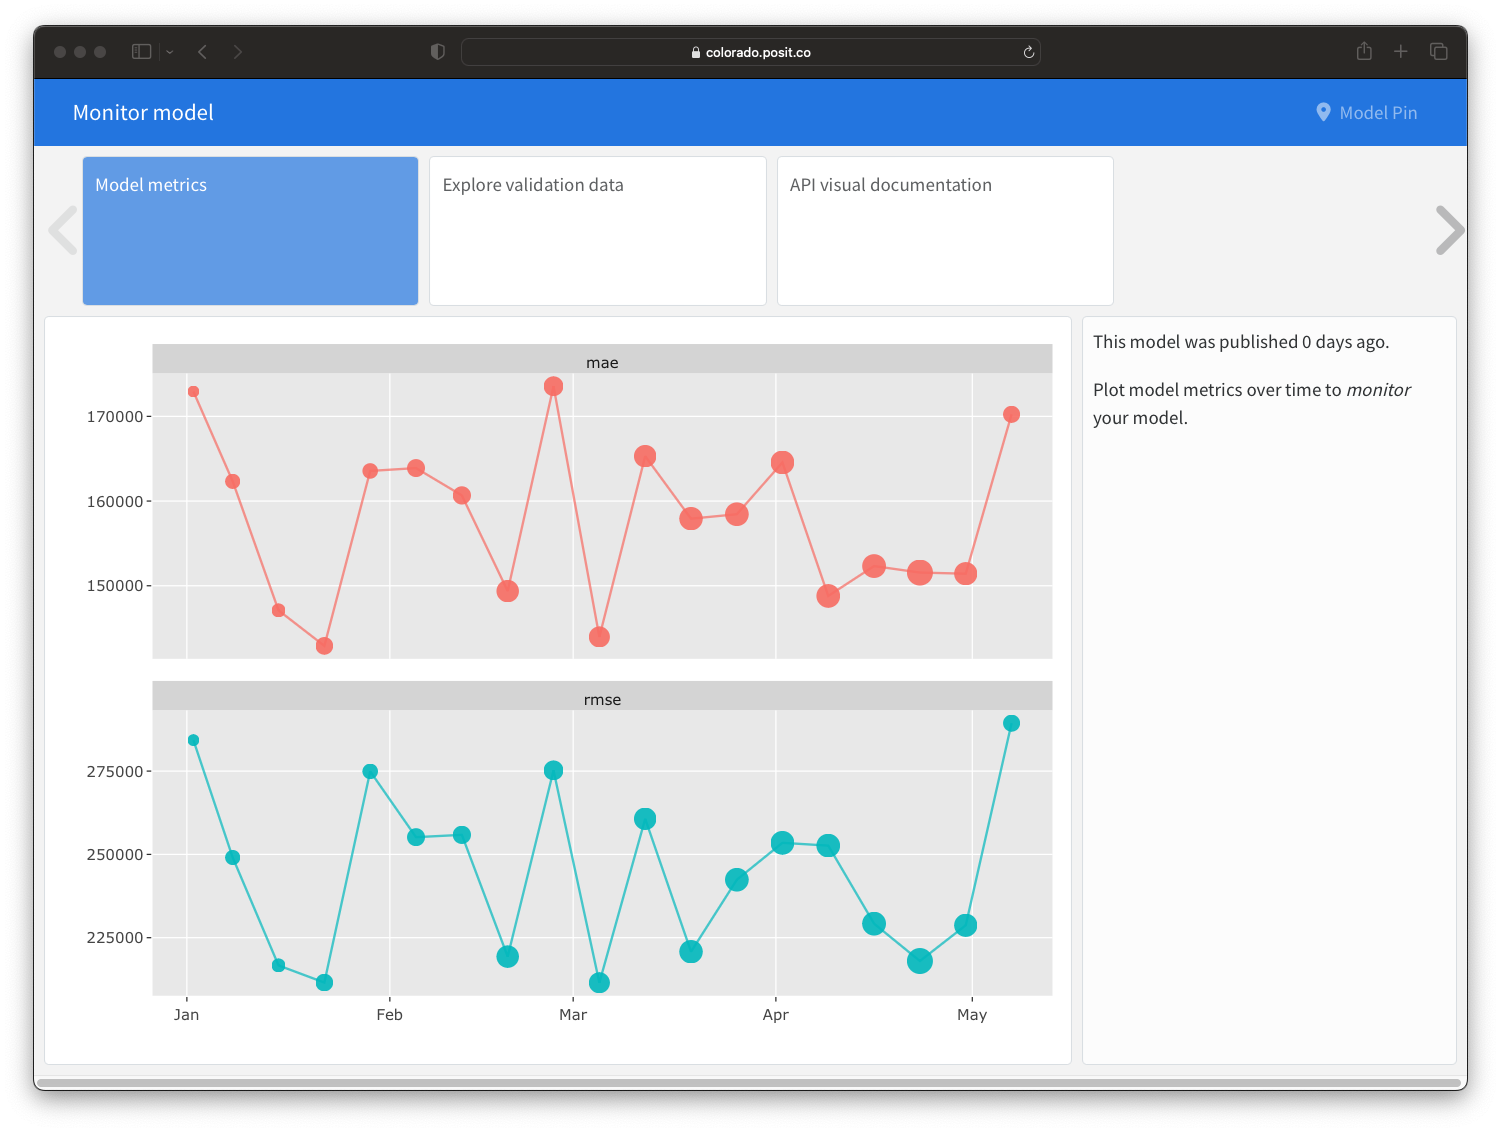 colorado.posit.co
Monitor model
Model Pin
Model metrics
Explore validation data
API visual documentation
mae
170000
160000
150000
rmse
275000
250000
225000
Jan
Feb
Mar
Apr
May
This model was published 0 days ago.
Plot model metrics over time to monitor
your model.